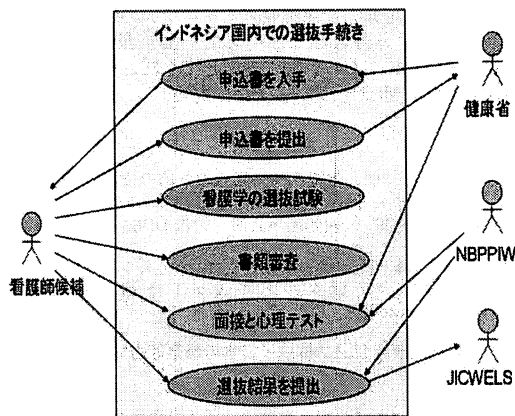 インドネシア国内での選抜手続き
申込書を入手
健康省
申込書を提出
看護学の選抜試験
NBPPIW
書類審査
看護師候補
面接と心理テスト
JICWELS
選抜結果を提出